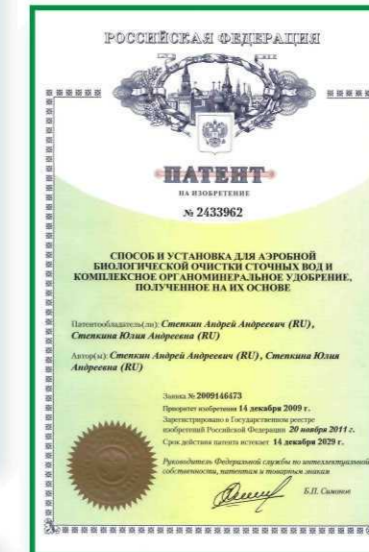 РОССИЙСКАЯ ФЕДЕРАЦИЯ
ПАТЕНТ
НА ИЗОБРЕТЕНИЕ
№ 2433962
СПОСОБ И УСТАНОВКА ДЛЯ АЭРОБНОЙ
БИОЛОГИЧЕСКОЙ ОЧИСТКИ СТОЧНЫХ ВОД И
КОМПЛЕКСНОЕ ОРГАНОМИНЕРАЛЬНОЕ УДОБРЕНИЕ,
ПОЛУЧЕННОЕ НА ИХ ОСНОВЕ
Патентообладатель(ли): Степкин Андрей Андреевич (RU),
Степкина Юлия Андреевна (RU)
Автор(ы): Степкин Андрей Андреевич (RU), Степкина Юлия
Андреевна (RU)
Заявка № 2009146473
Приоритет изобретения 14 декабря 2009 г.
Зарегистрировано в Государственном реестре
изобретений Российской Федерации 20 ноября 2011 г.
Срок действия патента истекает 14 декабря 2029 г.
Руководитель Федеральной службы по интеллектуальной
собственности, патентам и товарным знакам
Б.П. Симонов